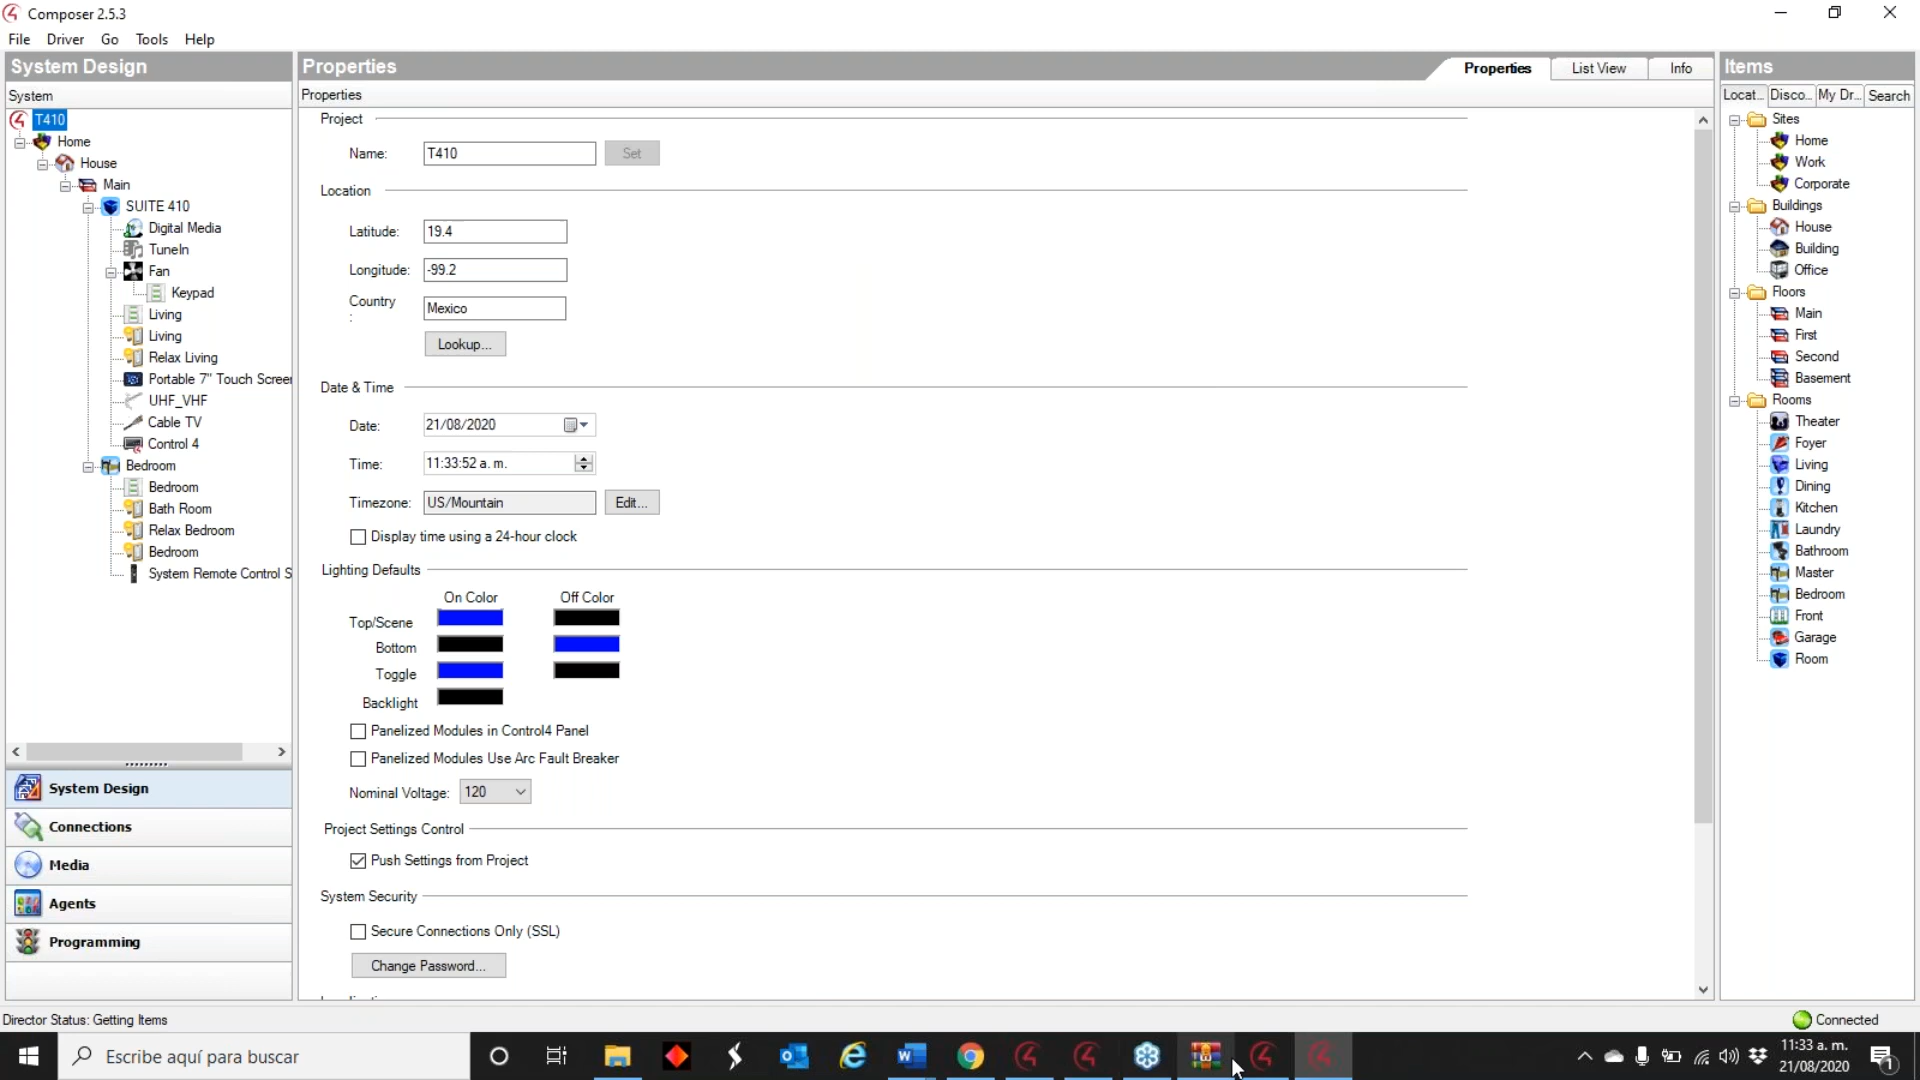 Composer 2.5.3
File Driver Go Tools Help
System Design
System
T410
Home
House
Main
SUITE 410
Digital Media
TuneIn
Fan
Keypad
Living
Living
Relax Living
Portable 7" Touch Screen
UHF_VHF
Cable TV
Control 4
Bedroom
Bedroom
Bath Room
Relax Bedroom
Bedroom
System Remote Control S
System Design
Connections
Media
Agents
Programming
Properties
Properties List View Info
Properties
Project
Name: T410 Set
Location
Latitude: 19.4
Longitude: -99.2
Country
: Mexico
Lookup...
Date & Time
Date: 21/08/2020
Time: 11:33:52 a. m.
Timezone: US/Mountain Edit...
Display time using a 24-hour clock
Lighting Defaults
On Color Off Color
Top/Scene
Bottom
Toggle
Backlight
Panelized Modules in Control4 Panel
Panelized Modules Use Arc Fault Breaker
Nominal Voltage: 120
Project Settings Control
Push Settings from Project
System Security
Secure Connections Only (SSL)
Change Password...
Items
Locat... Disco... My Dr... Search
Sites
Home
Work
Corporate
Buildings
House
Building
Office
Floors
Main
First
Second
Basement
Rooms
Theater
Foyer
Living
Dining
Kitchen
Laundry
Bathroom
Master
Bedroom
Front
Garage
Room
Director Status: Getting Items
Connected
Escribe aquí para buscar
11:33 a. m.
21/08/2020
1